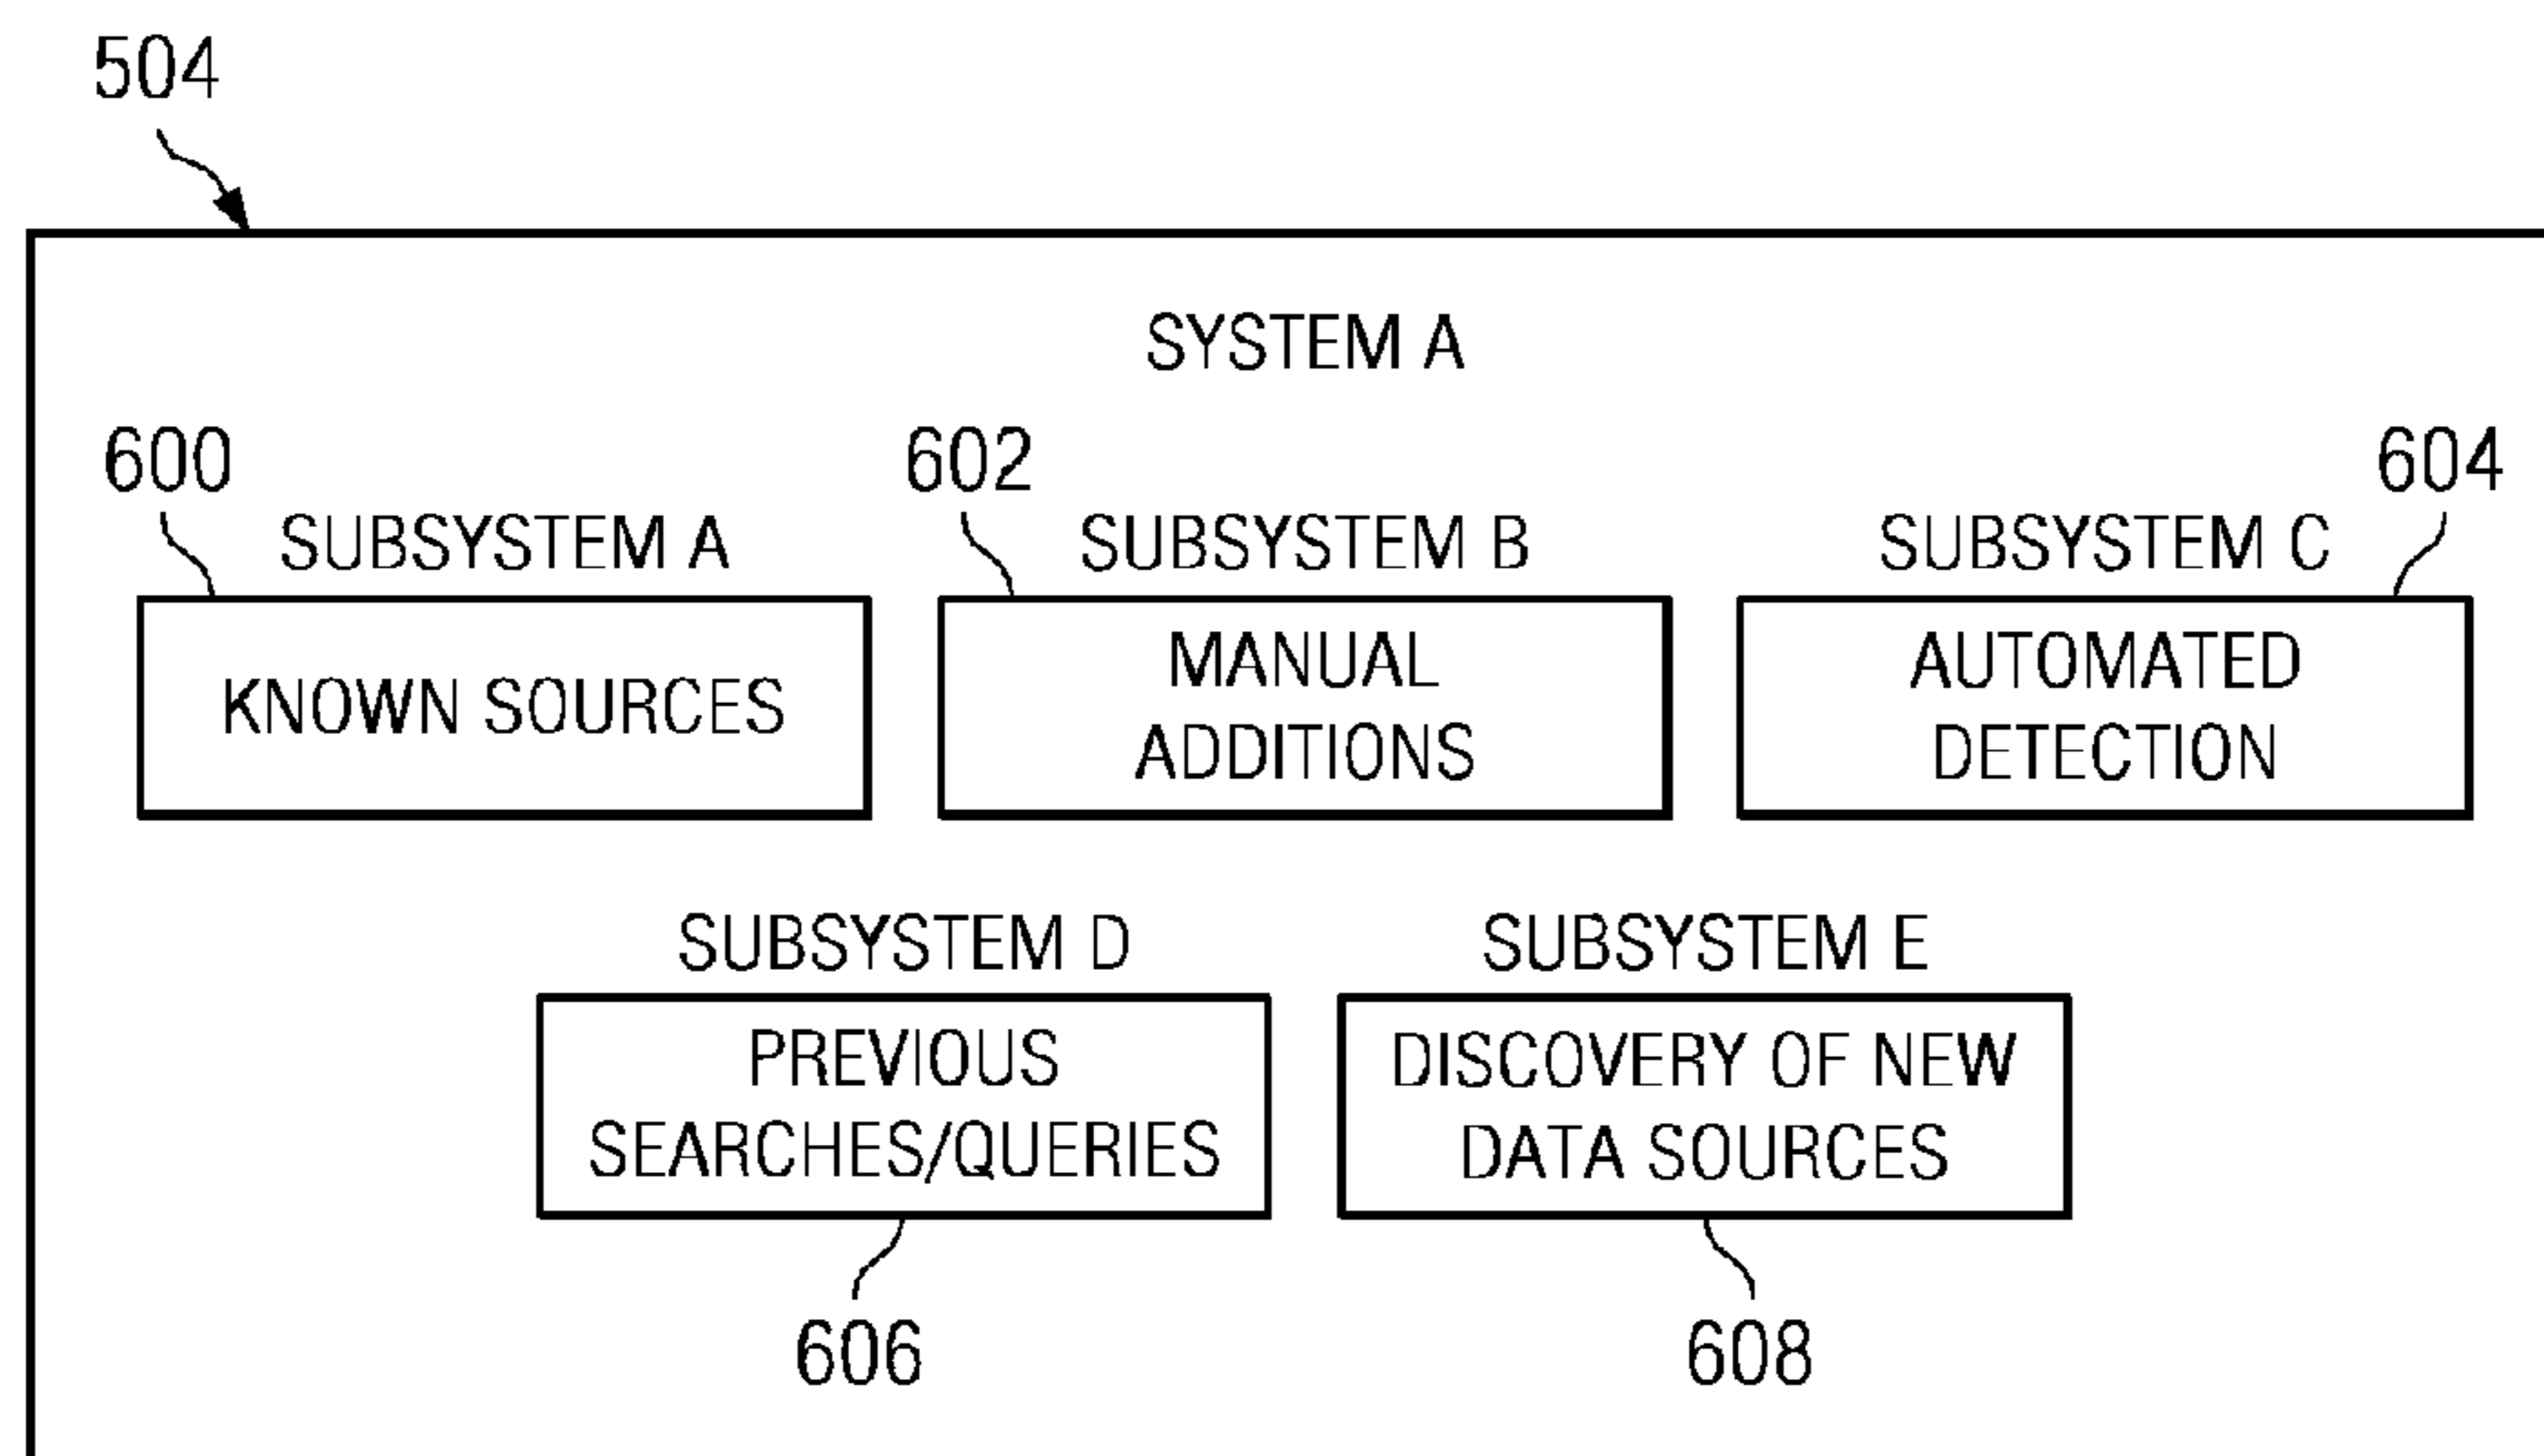 504
SYSTEM A
600
602
604
SUBSYSTEM A
SUBSYSTEM B
SUBSYSTEM C
KNOWN SOURCES
MANUAL
ADDITIONS
AUTOMATED
DETECTION
SUBSYSTEM D
SUBSYSTEM E
PREVIOUS
SEARCHES/QUERIES
DISCOVERY OF NEW
DATA SOURCES
606
608